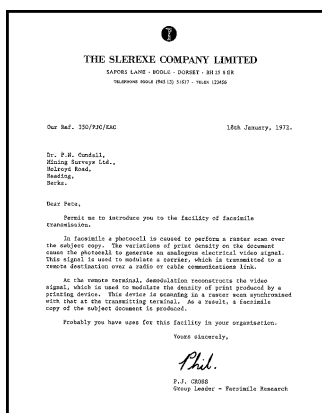 THE SLEREXE COMPANY LIMITED
SAPORS LANE - BOOLE - DORSET - BH 25 8 ER
TELEPHONE BOOLE (945 13) 51617 - TELEX 123456
Our Ref. 350/PJC/EAC 18th January, 1972.
Dr. P.N. Cundall,
Mining Surveys Ltd.,
Holroyd Road,
Reading,
Berks.
Dear Pete,
Permit me to introduce you to the facility of facsimile
transmission.
In facsimile a photocell is caused to perform a raster scan over
the subject copy. The variations of print density on the document
cause the photocell to generate an analogous electrical video signal.
This signal is used to modulate a carrier, which is transmitted to a
remote destination over a radio or cable communications link.
At the remote terminal, demodulation reconstructs the video
signal, which is used to modulate the density of print produced by a
printing device. This device is scanning in a raster scan synchronised
with that at the transmitting terminal. As a result, a facsimile
copy of the subject document is produced.
Probably you have uses for this facility in your organisation.
Yours sincerely,
Phil.
P.J. CROSS
Group Leader - Facsimile Research